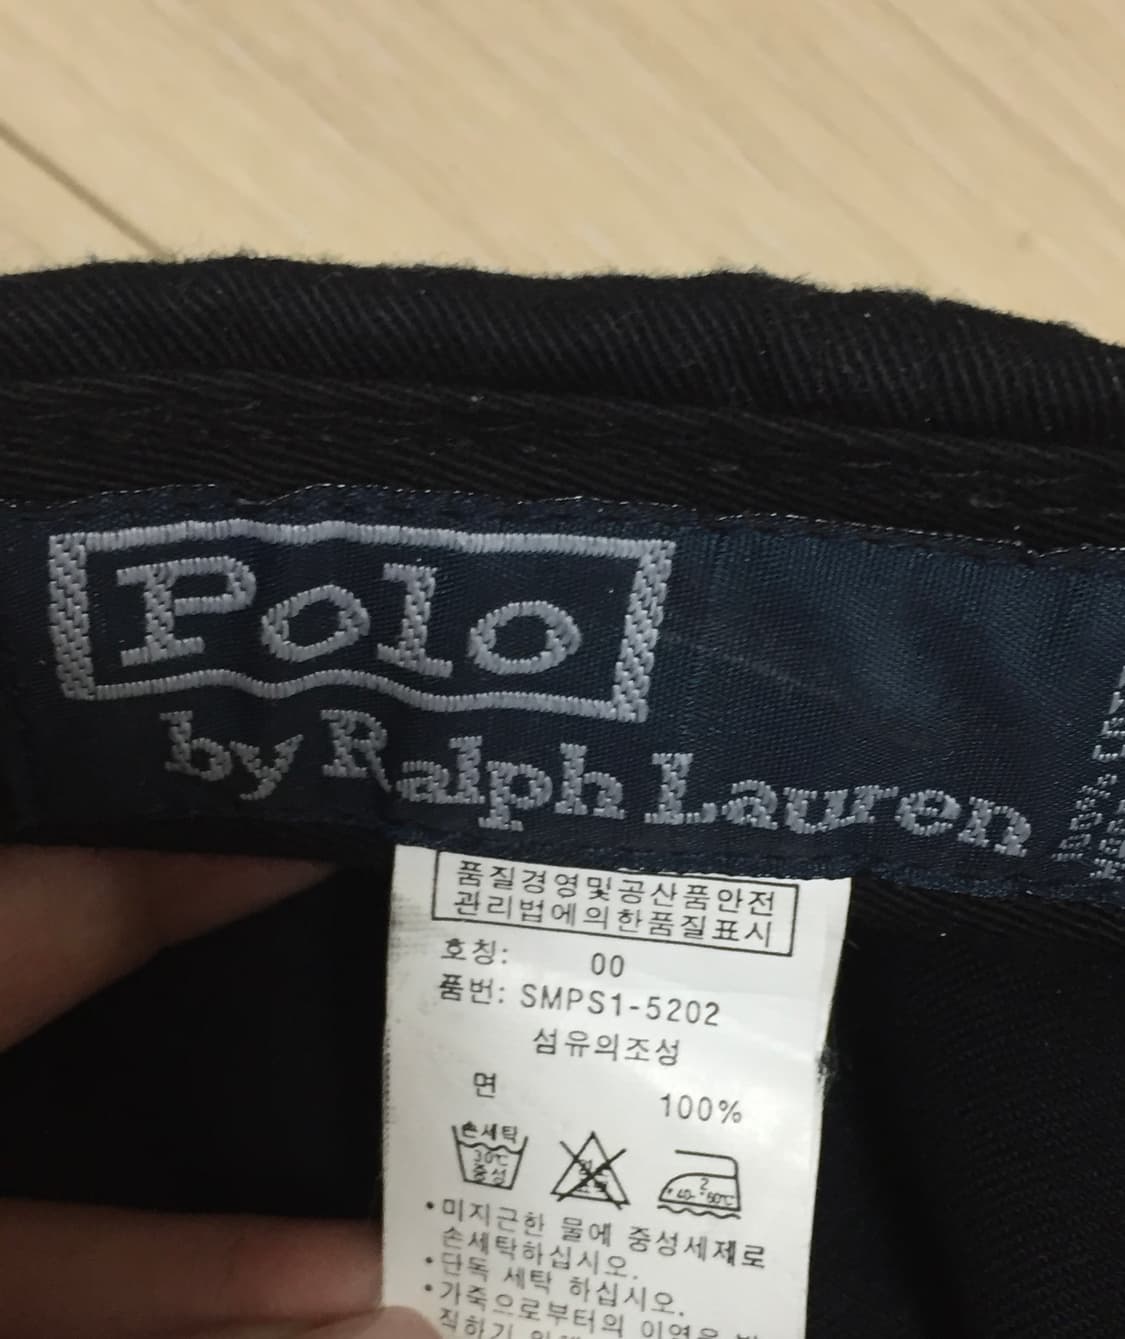 Polo
by Ralph Lauren
품질경영및공산품안전
관리법에의한품질표시
호칭: 00
품번: SMPS1-5202
섬유의조성
면 100%
손세탁
30℃
중성
2
•미지근한 물에 중성세제로
손세탁하십시오.
•단독 세탁 하십시오.
•가죽으로부터의 이염을